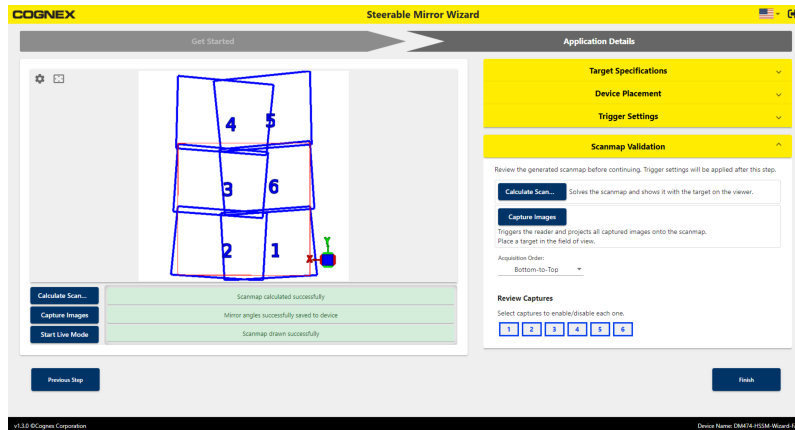 COGNEX
Steerable Mirror Wizard
Get Started
Application Details
4
5
3
6
2
1
Y
X
Calculate Scan...
Scanmap calculated successfully
Capture Images
Mirror angles successfully saved to device
Start Live Mode
Scanmap drawn successfully
Target Specifications
Device Placement
Trigger Settings
Scanmap Validation
Review the generated scanmap before continuing. Trigger settings will be applied after this step.
Calculate Scan...
Solves the scanmap and shows it with the target on the viewer.
Capture Images
Triggers the reader and projects all captured images onto the scanmap.
Place a target in the field of view.
Acquisition Order:
Bottom-to-Top
Review Captures
Select captures to enable/disable each one.
1 2 3 4 5 6
Previous Step
Finish
v1.3.0 ©Cognex Corporation
Device Name: DM474-HSSM-Wizard-F